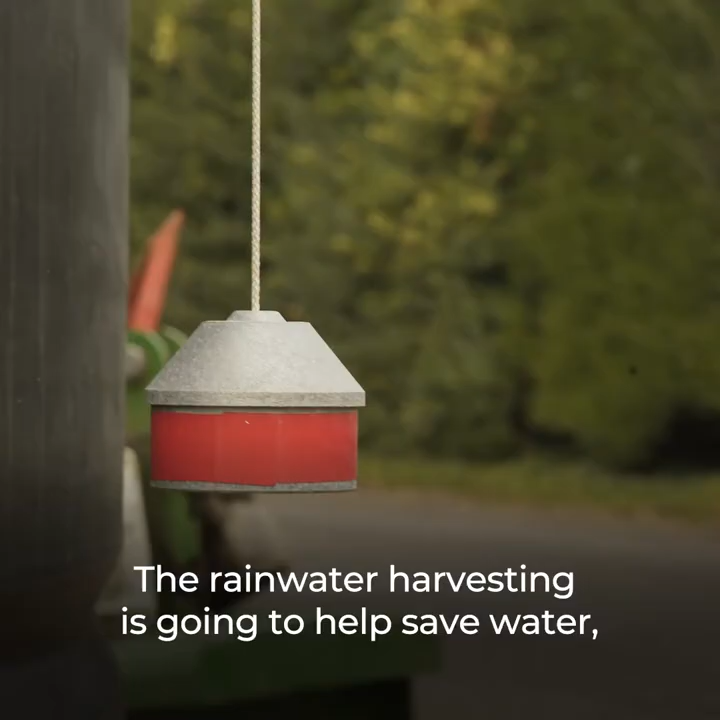 The rainwater harvesting
is going to help save water,